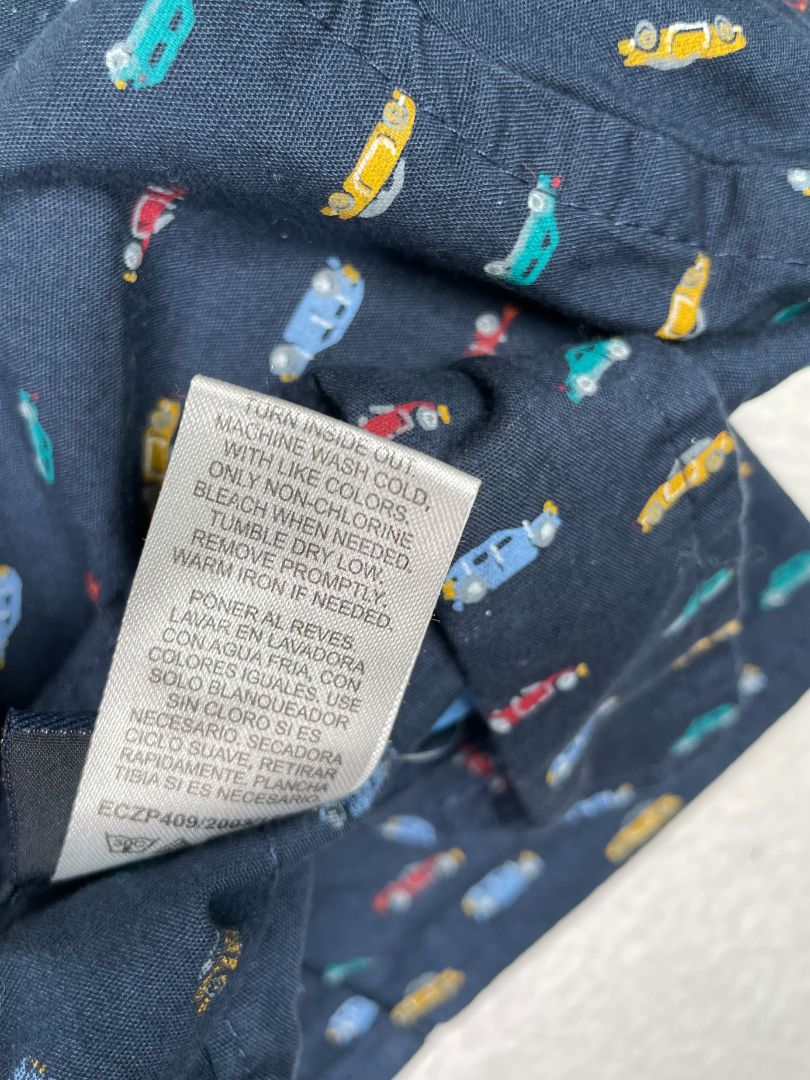 TURN INSIDE OUT.
MACHINE WASH COLD,
WITH LIKE COLORS.
ONLY NON-CHLORINE
BLEACH WHEN NEEDED.
TUMBLE DRY LOW.
REMOVE PROMPTLY.
WARM IRON IF NEEDED.
PONER AL REVES.
AVAR EN LAVADORA
CON AGUA FRIA, CON
COLORES IGUALES. USE
SOLO BLANQUEADOR
SIN CLORO SI ES
NECESARIO. SECADORA
CICLO SUAVE, RETIRAR
RAPIDAMENTE. PLANCHA
TIBIA SI ES NECESARIO
ECZP409/2002